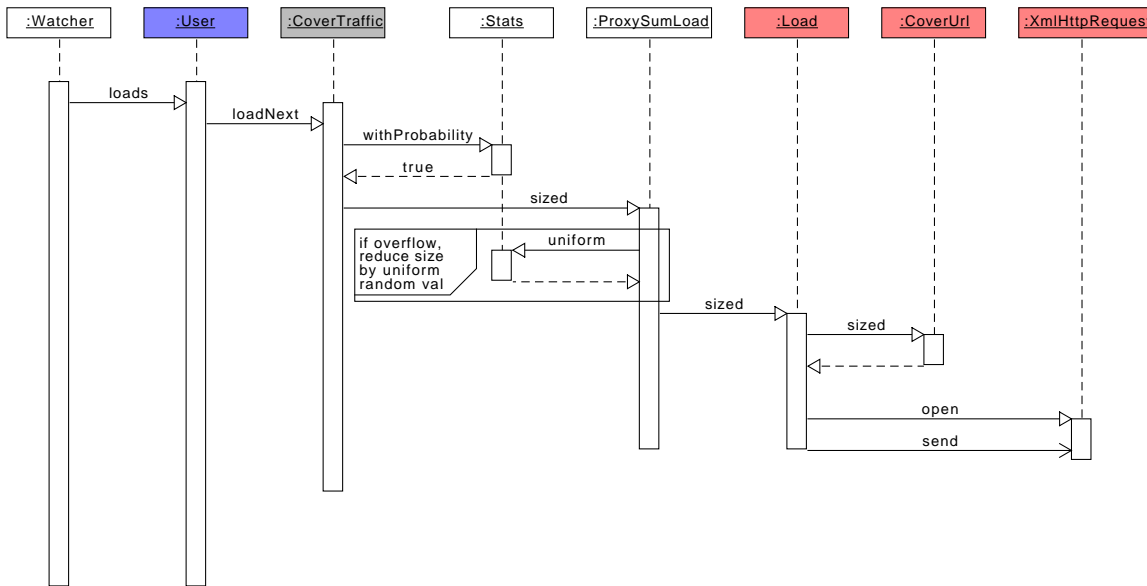 :Watcher
:User
:CoverTraffic
:Stats
:ProxySumLoad
:Load
:CoverUrl
:XmlHttpReques
loads
loadNext
withProbability
true
sized
if overflow,
reduce size
by uniform
random val
uniform
sized
sized
open
send